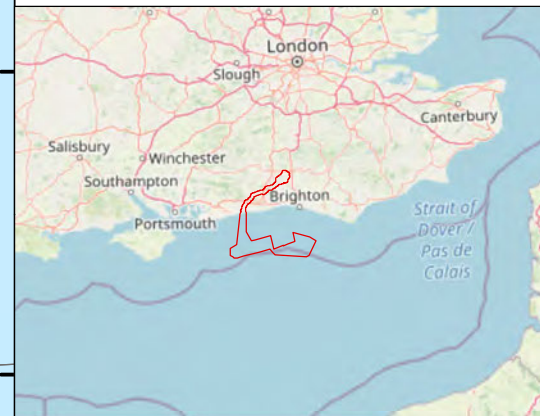 London
Slough
Canterbury
Salisbury
Winchester
Southampton
Brighton
Portsmouth
Strait of
Dover /
Pas de
Calais